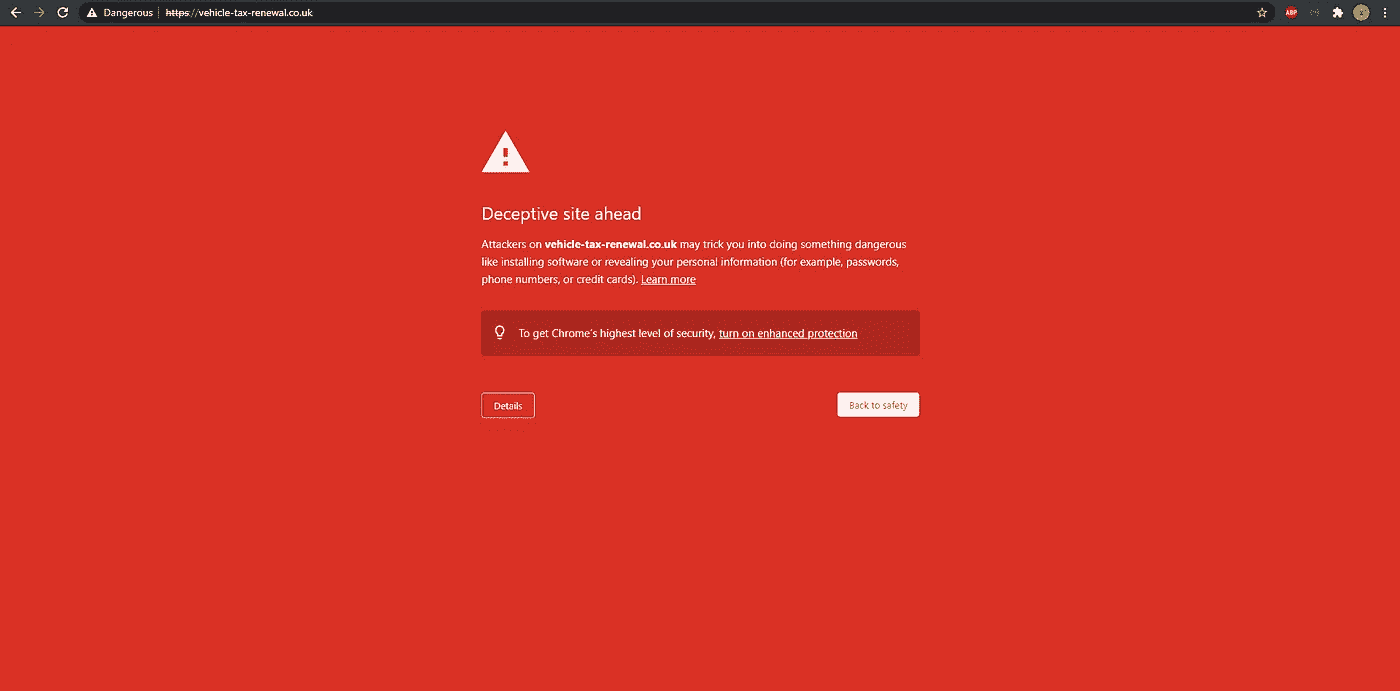 Dangerous https://vehicle-tax-renewal.co.uk ABP
Deceptive site ahead
Attackers on vehicle-tax-renewal.co.uk may trick you into doing something dangerous
like installing software or revealing your personal information (for example, passwords,
phone numbers, or credit cards). Learn more
To get Chrome's highest level of security, turn on enhanced protection
Details Back to safety